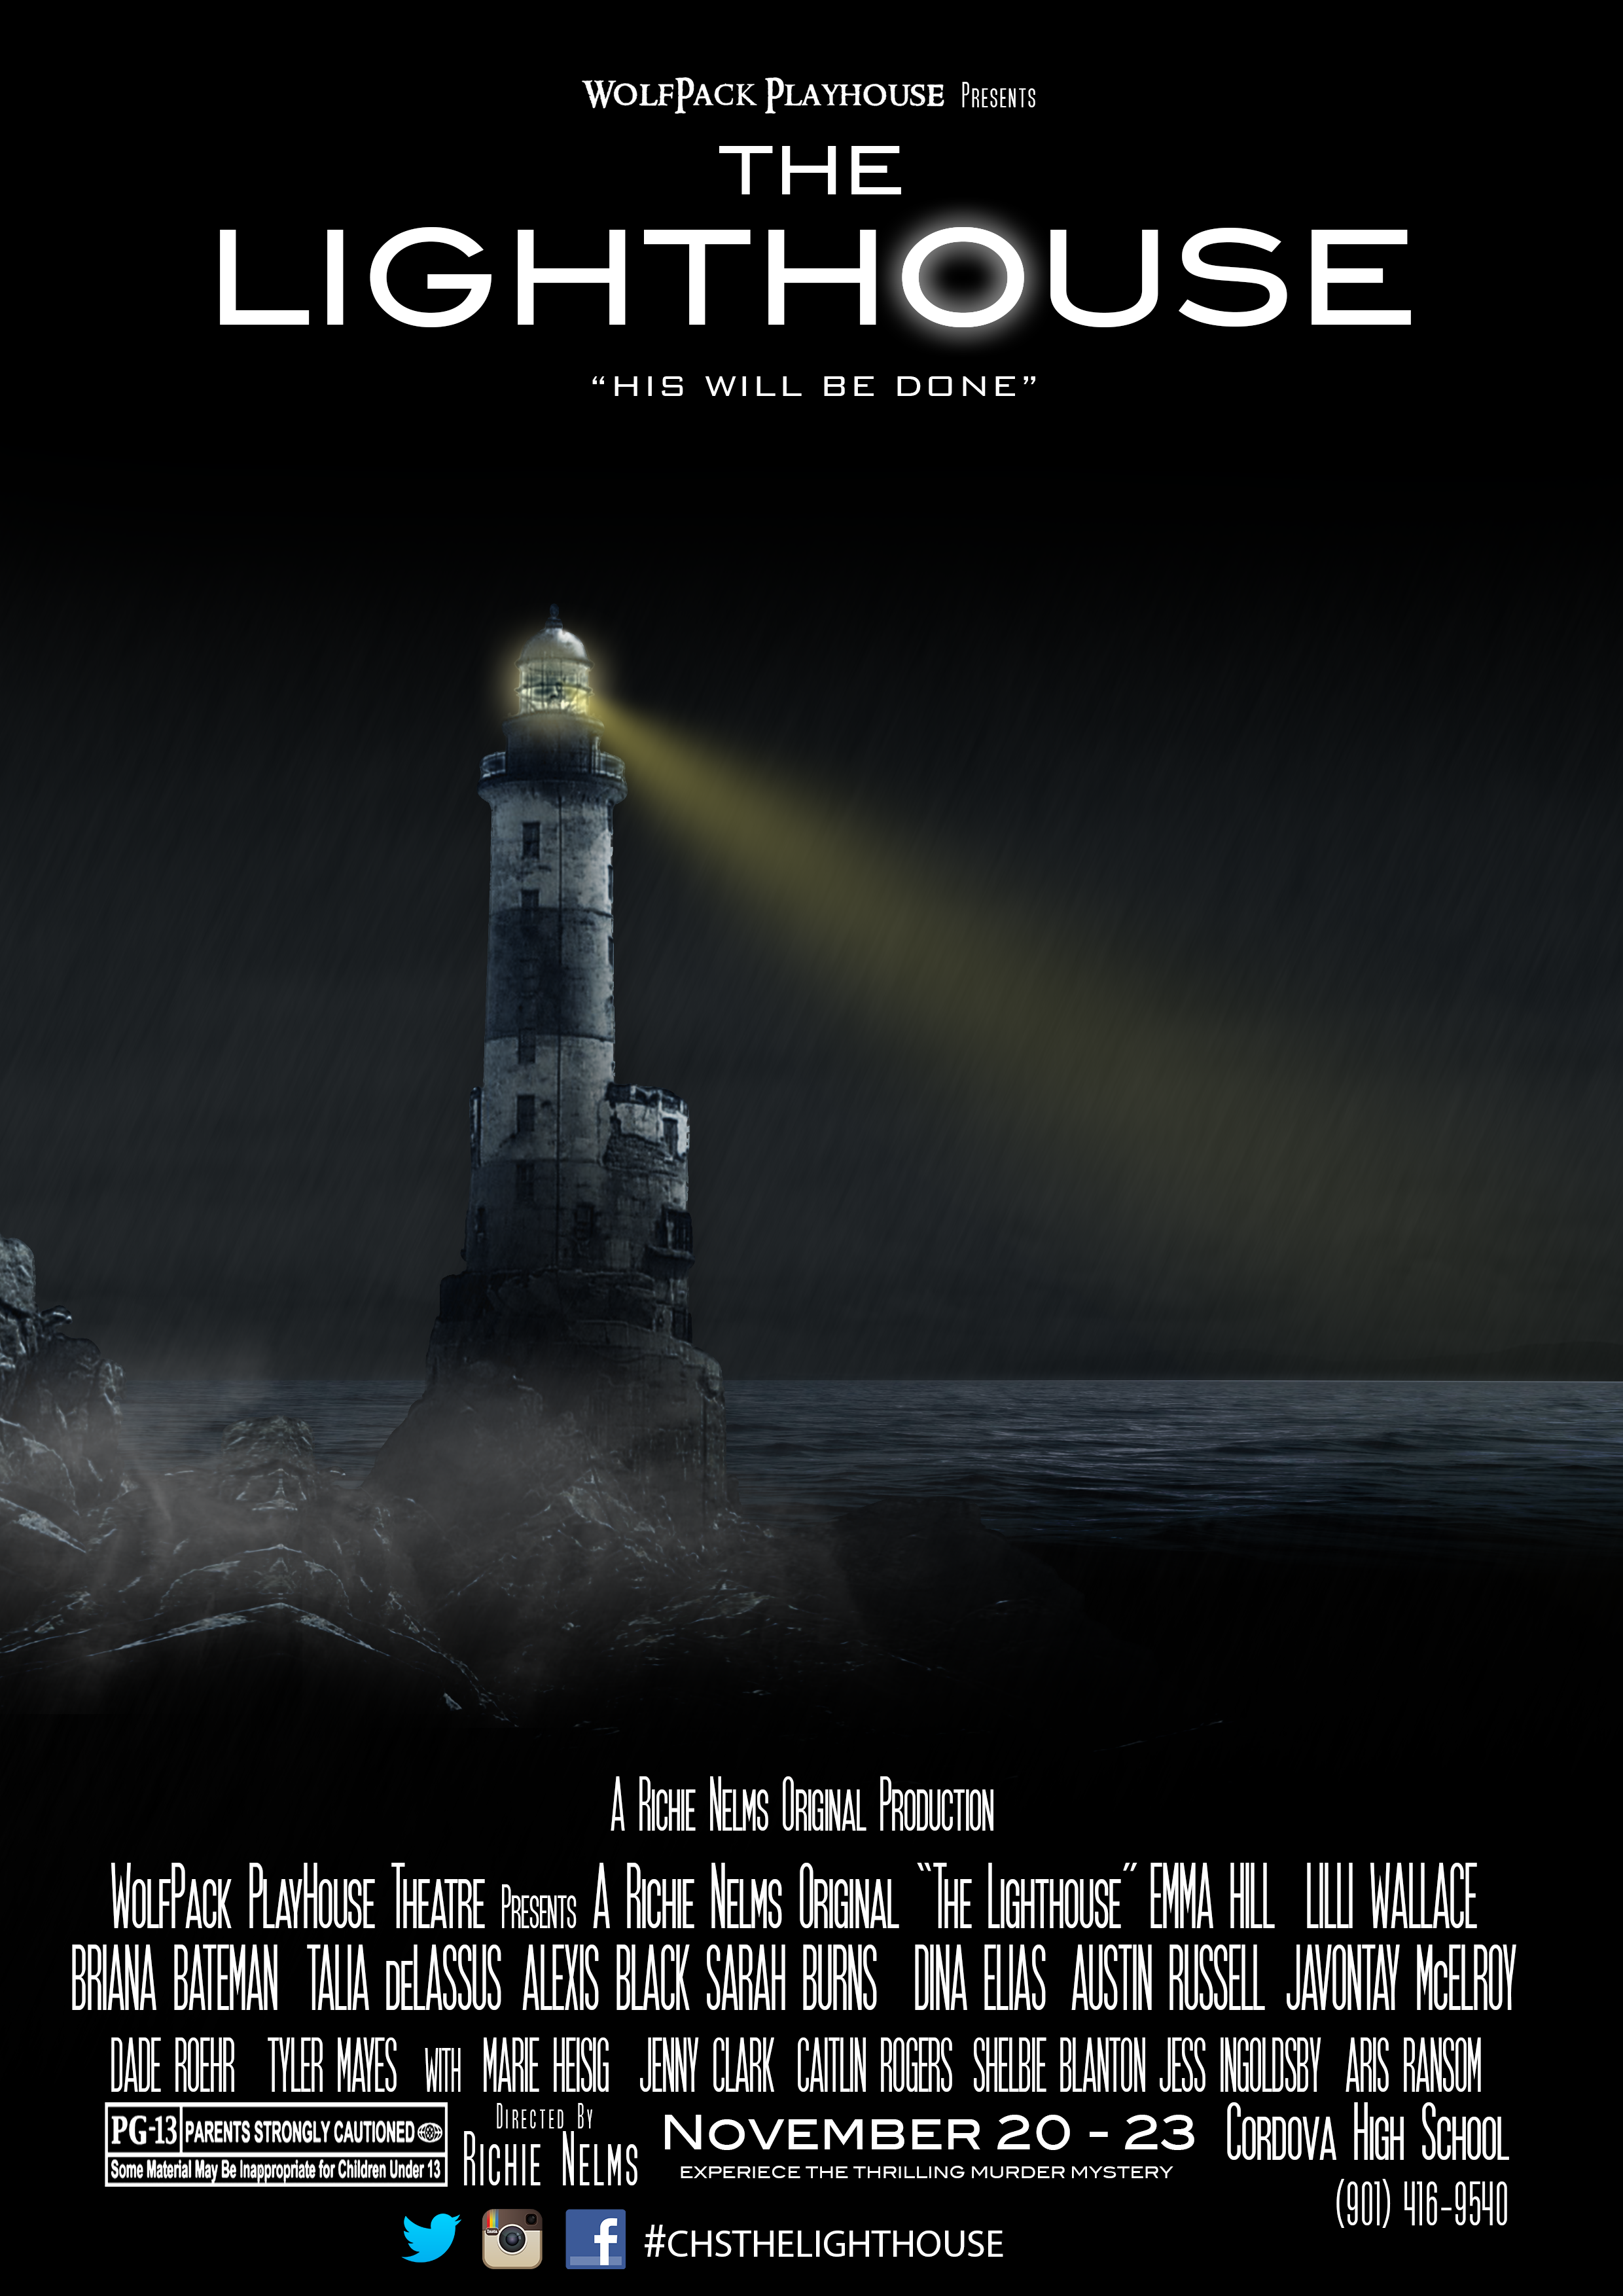 WOLFPACK PLAYHOUSE PRESENTS
THE
LIGHTHOUSE
“HIS WILL BE DONE”
A RICHIE NELMS ORIGINAL PRODUCTION
WOLFPACK PLAYHOUSE THEATRE PRESENTS A RICHIE NELMS ORIGINAL “THE LIGHTHOUSE” EMMA HILL LILLI WALLACE
BRIANA BATEMAN TALIA DELASSUS ALEXIS BLACK SARAH BURNS DINA ELIAS AUSTIN RUSSELL JAVONTAY McELROY
DADE ROEHR TYLER MAYES WITH MARIE HEISIG JENNY CLARK CAITLIN ROGERS SHELBIE BLANTON JESS INGOLDSBY ARIS RANSOM
PG-13 PARENTS STRONGLY CAUTIONED
Some Material May Be Inappropriate for Children Under 13
DIRECTED BY
RICHIE NELMS
NOVEMBER 20 - 23
EXPERIECE THE THRILLING MURDER MYSTERY
CORDOVA HIGH SCHOOL
(901) 416-9540
#CHSTHELIGHTHOUSE